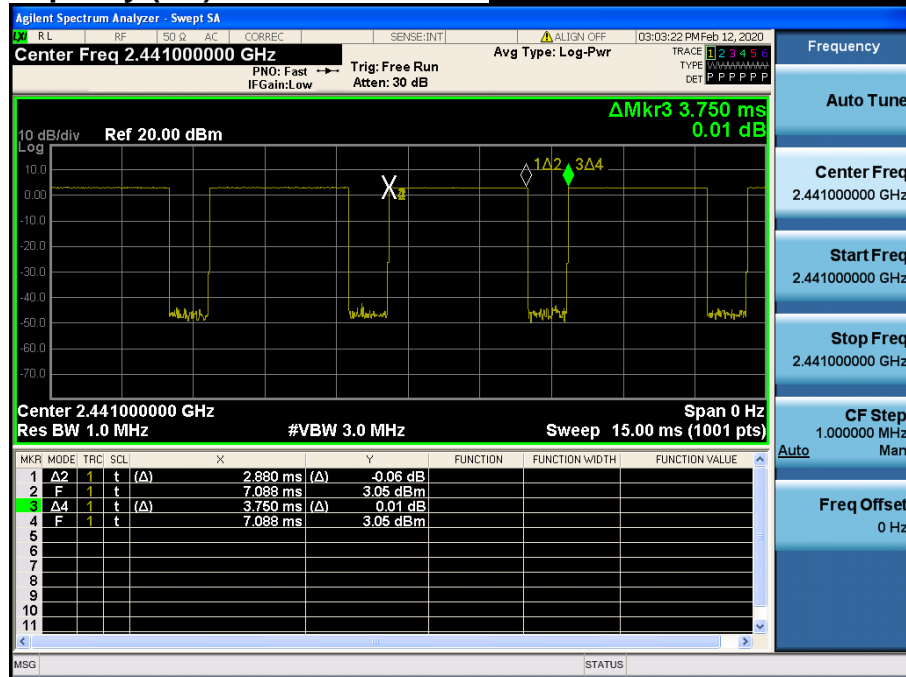 Agilent Spectrum Analyzer - Swept SA
LXI RL RF 50 Ω AC CORREC SENSE:INT ALIGN OFF 03:03:22 PM Feb 12, 2020
Center Freq 2.441000000 GHz
PNO: Fast
IFGain:Low
Trig: Free Run
Atten: 30 dB
Avg Type: Log-Pwr
TRACE 1 2 3 4 5 6
TYPE
DET P P P P P P
ΔMkr3 3.750 ms
0.01 dB
10 dB/div Ref 20.00 dBm
Log
10.0
0.00
-10.0
-20.0
-30.0
-40.0
-50.0
-60.0
-70.0
1Δ2 3Δ4
Center 2.441000000 GHz Span 0 Hz
Res BW 1.0 MHz #VBW 3.0 MHz Sweep 15.00 ms (1001 pts)
MKR MODE TRC SCL X Y FUNCTION FUNCTION WIDTH FUNCTION VALUE
1 Δ2 1 t (Δ) 2.880 ms (Δ) -0.06 dB
2 F 1 t 7.088 ms 3.05 dBm
3 Δ4 1 t (Δ) 3.750 ms (Δ) 0.01 dB
4 F 1 t 7.088 ms 3.05 dBm
5
6
7
8
9
10
11
MSG STATUS
Frequency
Auto Tune
Center Freq
2.441000000 GHz
Start Freq
2.441000000 GHz
Stop Freq
2.441000000 GHz
CF Step
1.000000 MHz
Auto Man
Freq Offset
0 Hz